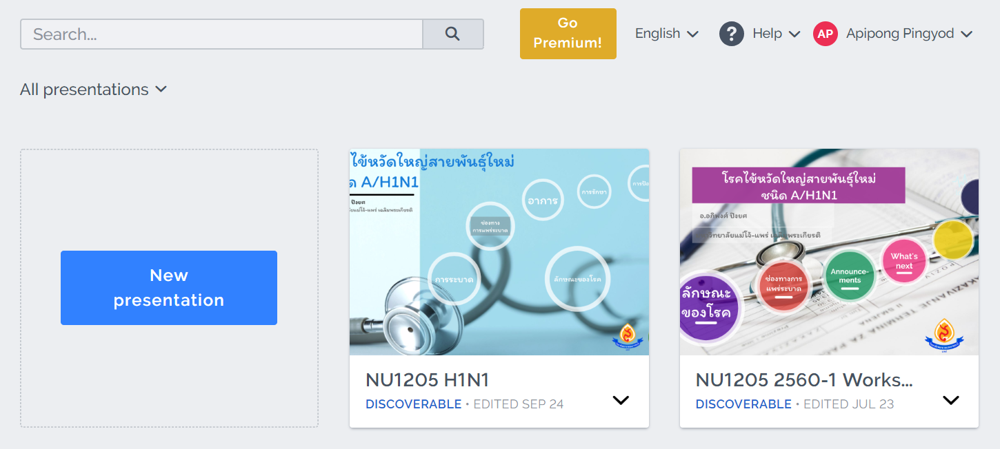 Search...
Go
Premium!
English
Help
AP
Apipong Pingyod
All presentations
New
presentation
ไข้หวัดใหญ่สายพันธุ์ใหม่
ด A/H1N1
ปิงยศ
ยแม่โจ้-แพร่ เฉลิมพระเกียรติ
การป้อ
การรักษา
อาการ
ช่องทาง
การแพร่ระบาด
การระบาด
ลักษณะของโรค
NU1205 H1N1
DISCOVERABLE • EDITED SEP 24
โรคไข้หวัดใหญ่สายพันธุ์ใหม่
ชนิด A/H1N1
อ.อภิพงศ์ ปิงยศ
วิทยาลัยแม่โจ้-แพร่ เฉลิมพระเกียรติ
What's
next
Announce-
ments
ช่องทางการ
แพร่ระบาด
ลักษณะ
ของโรค
NU1205 2560-1 Works...
DISCOVERABLE • EDITED JUL 23